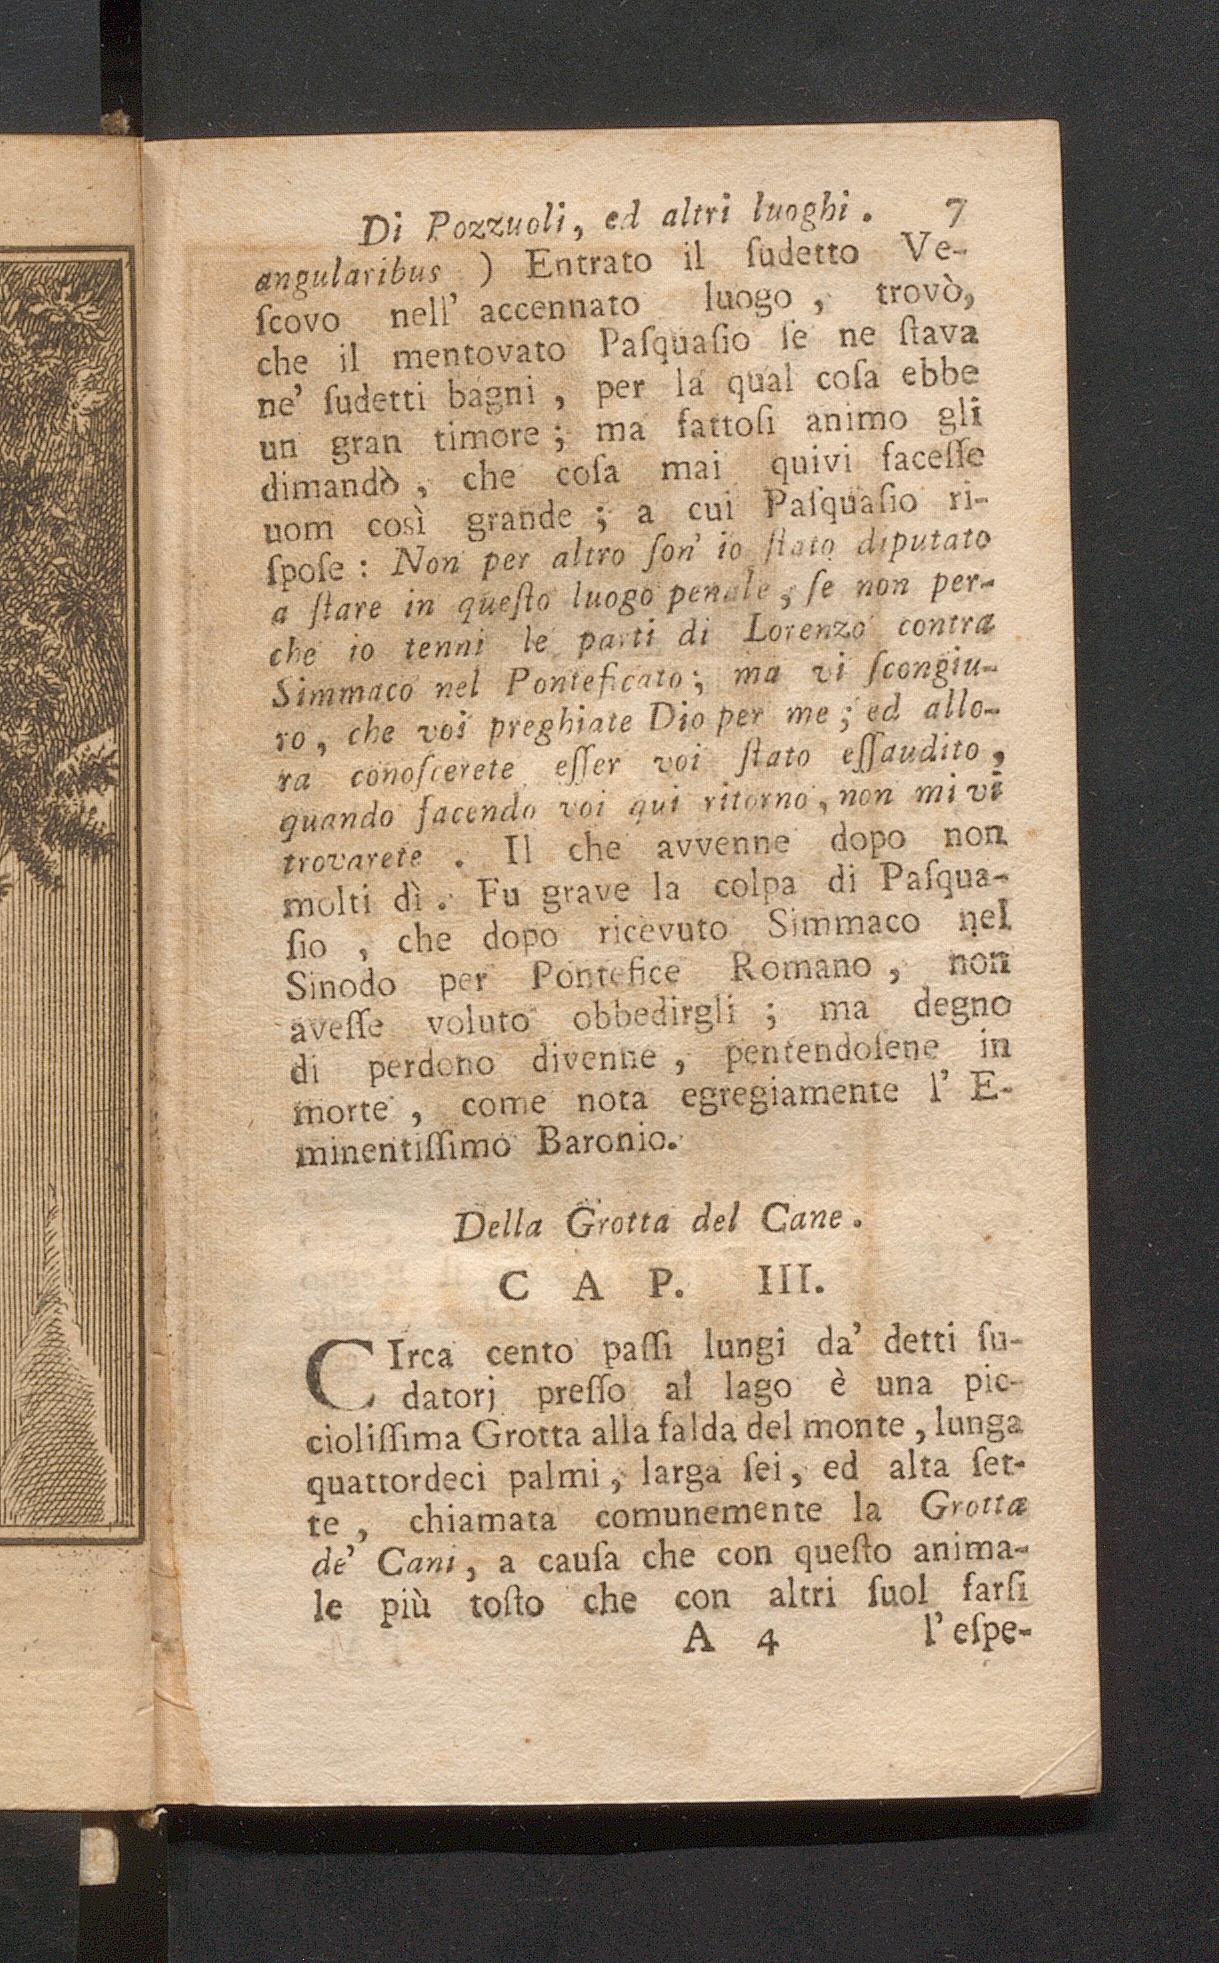 Di Pozzuoli, ed altri luoghi. 7
angularibus ) Entrato il ſudetto Ve-
ſcovo nell' accennato luogo, trovò,
che il mentovato Paſquaſio ſe ne ſtava
ne' ſudetti bagni, per la qual coſa ebbe
un gran timore; ma fattoſi animo gli
dimandò, che coſa mai quivi faceſſe
uom così grande; a cui Paſquaſio ri-
ſpoſe: Non per altro ſon' io ſtato diputato
a ſtare in queſto luogo penale, ſe non per-
che io tenni le parti di Lorenzo contra
Simmaco nel Ponteficato; ma vi ſcongiu-
ro, che voi preghiate Dio per me; ed allo-
ra conoſcerete eſſer voi ſtato eſſaudito,
quando facendo voi qui ritorno, non mi vi
trovarete. Il che avvenne dopo non
molti dì. Fu grave la colpa di Paſqua-
ſio, che dopo ricevuto Simmaco nel
Sinodo per Pontefice Romano, non
aveſſe voluto obbedirgli; ma degno
di perdono divenne, pentendoſene in
morte, come nota egregiamente l' E-
minentiſſimo Baronio.
Della Grotta del Cane.
CAP. III.
CIrca cento paſſi lungi da' detti ſu-
datorj preſſo al lago è una pic-
cioliſſima Grotta alla falda del monte, lunga
quattordeci palmi, larga ſei, ed alta ſet-
te, chiamata comunemente la Grotta
de' Cani, a cauſa che con queſto anima-
le più toſto che con altri ſuol farſi
A 4 l' eſpe-